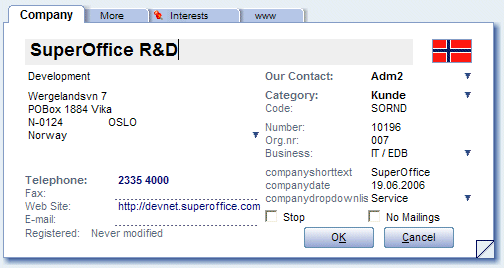 Company More Interests www
SuperOffice R&D
Development
Wergelandsvn 7
POBox 1884 Vika
N-0124 OSLO
Norway
Telephone: 2335 4000
Fax:
Web Site: http://devnet.superoffice.com
E-mail:
Registered: Never modified
Our Contact: Adm2
Category: Kunde
Code: SORND
Number: 10196
Org.nr: 007
Business: IT / EDB
companyshorttext SuperOffice
companydate 19.06.2006
companydropdownlis Service
Stop No Mailings
OK Cancel